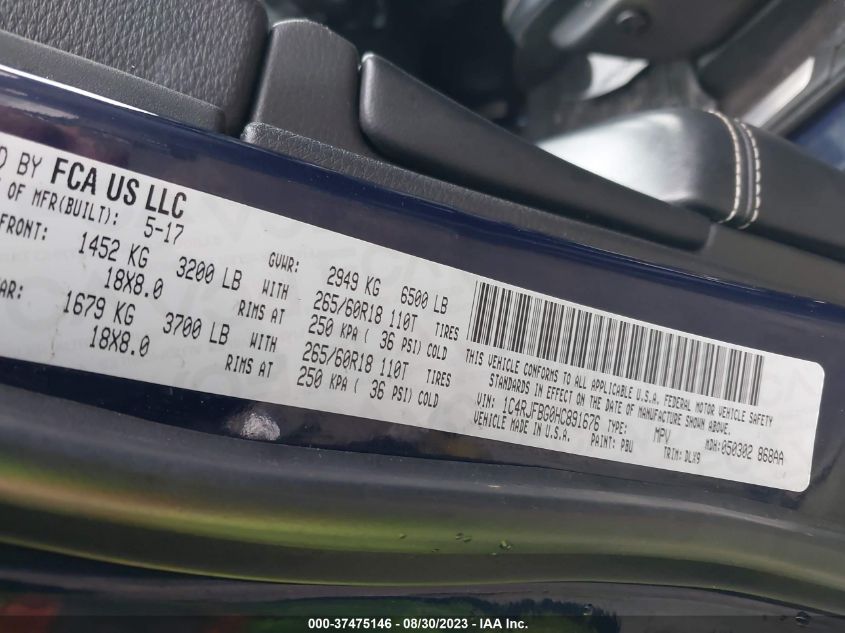 BY FCA US LLC
OF MFR(BUILT): 5-17 GVWR: 2949 KG 6500 LB
FRONT: 1452 KG 3200 LB WITH 265/60R18 110T TIRES
18X8.0 RIMS AT 250 KPA ( 36 PSI) COLD
1679 KG 3700 LB WITH 265/60R18 110T TIRES
18X8.0 RIMS AT 250 KPA ( 36 PSI) COLD
THIS VEHICLE CONFORMS TO ALL APPLICABLE U.S.A. FEDERAL MOTOR VEHICLE SAFETY
STANDARDS IN EFFECT ON THE DATE OF MANUFACTURE SHOWN ABOVE.
VIN: 1C4RJFBG0HC891676 TYPE: MPV MDH:050302 868AA
VEHICLE MADE IN U.S.A. PAINT: PBU TRIM: DLX9
000-37475146 - 08/30/2023 - IAA Inc.